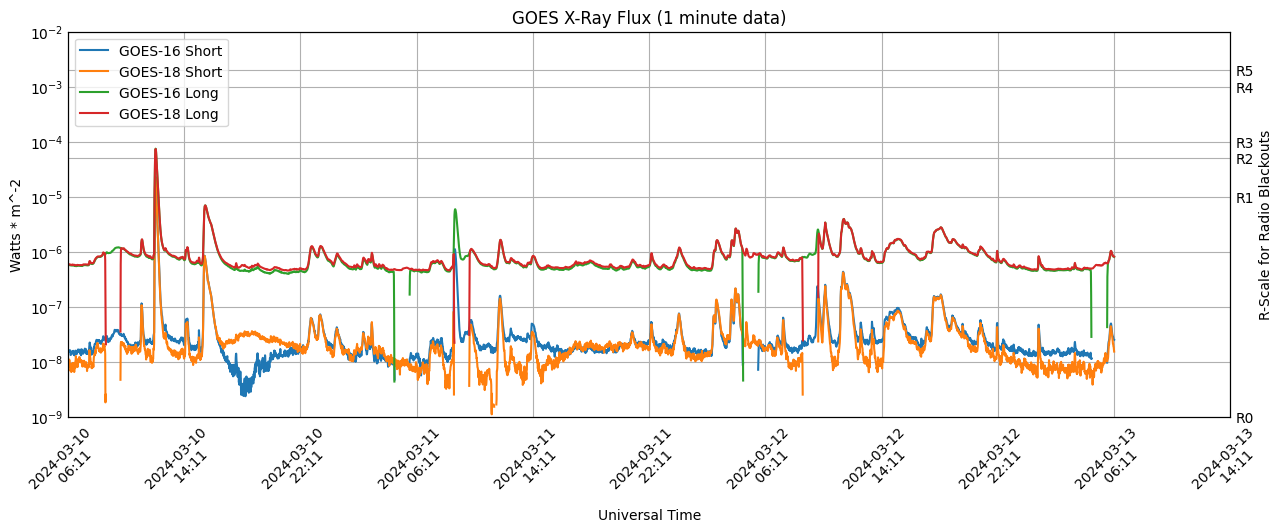 GOES X-Ray Flux (1 minute data)
GOES-16 Short
GOES-18 Short
GOES-16 Long
GOES-18 Long
10^-2
10^-3
10^-4
10^-5
10^-6
10^-7
10^-8
10^-9
Watts * m^-2
R5
R4
R3
R2
R1
R0
R-Scale for Radio Blackouts
2024-03-10
06:11
2024-03-10
14:11
2024-03-10
22:11
2024-03-11
06:11
2024-03-11
14:11
2024-03-11
22:11
2024-03-12
06:11
2024-03-12
14:11
2024-03-12
22:11
2024-03-13
06:11
2024-03-13
14:11
Universal Time